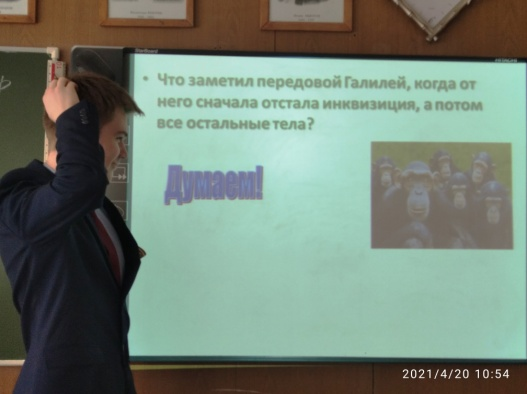 • Что заметил передовой Галилей, когда от
него сначала отстала инквизиция, а потом
все остальные тела?
Думаем!
2021/4/20 10:54